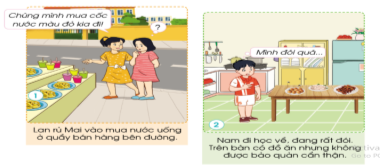 Chúng mình mua cốc
nước màu đỏ kia đi!
?
1
Lan rủ Mai vào mua nước uống
ở quầy bán hàng bên đường.
Mình đói quá...
2
Nam đi học về, đang rất đói.
Trên bàn có đồ ăn nhưng không
được bảo quản cẩn thận.